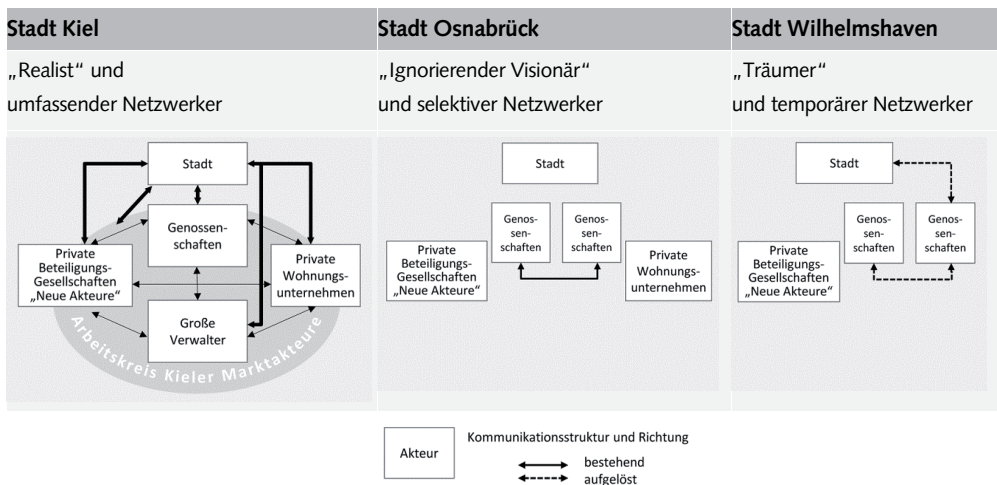 Stadt Kiel
„Realist“ und
umfassender Netzwerker
Stadt
Genossen-
schaften
Private
Beteiligungs-
Gesellschaften
„Neue Akteure“
Private
Wohnungs-
unternehmen
Große
Verwalter
Arbeitskreis Kieler Marktakteure
Stadt Osnabrück
„Ignorierender Visionär“
und selektiver Netzwerker
Stadt
Genos-
sen-
schaften
Genos-
sen-
schaften
Private
Beteiligungs-
Gesellschaften
„Neue Akteure“
Private
Wohnungs-
unternehmen
Stadt Wilhelmshaven
„Träumer“
und temporärer Netzwerker
Stadt
Genos-
sen-
schaften
Genos-
sen-
schaften
Private
Beteiligungs-
Gesellschaften
„Neue Akteure“
Akteur
Kommunikationsstruktur und Richtung
bestehend
aufgelöst